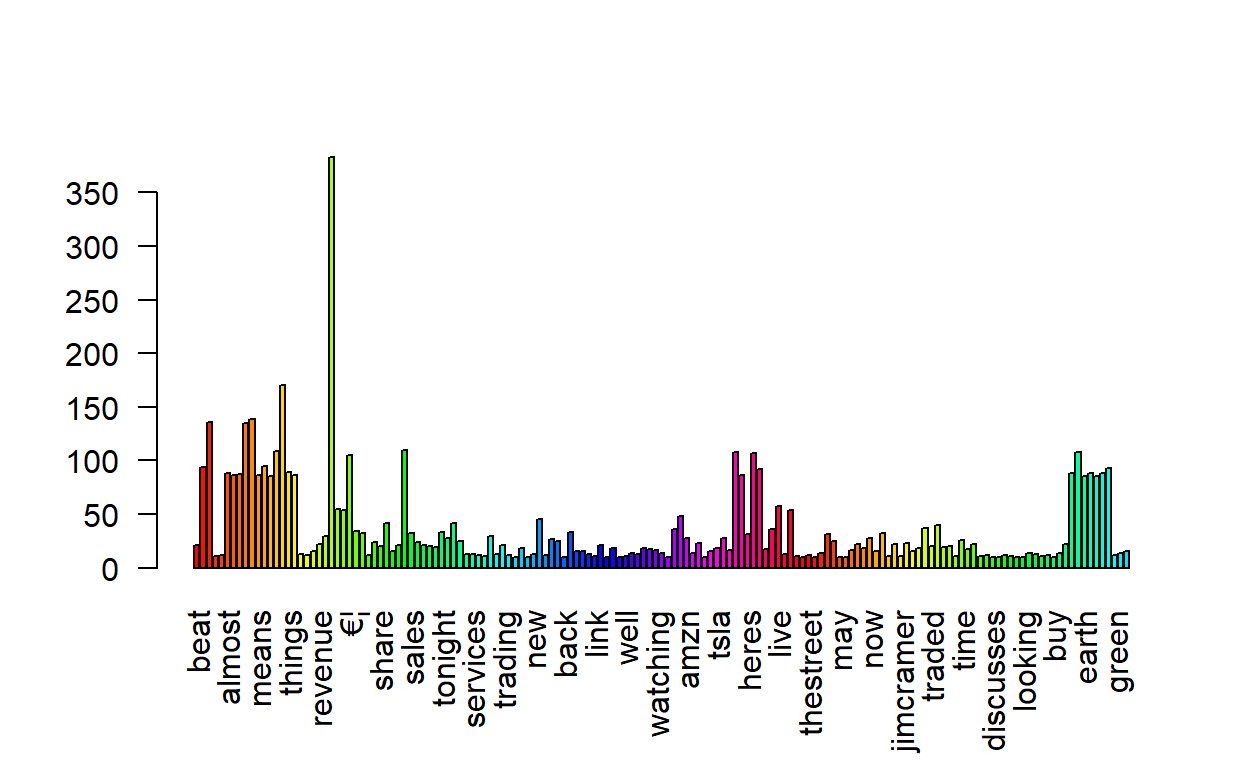 350
300
250
200
150
100
50
0
beat
almost
means
things
revenue
€¦
share
sales
tonight
services
trading
new
back
link
well
watching
amzn
tsla
heres
live
thestreet
may
now
jimcramer
traded
time
discusses
looking
buy
earth
green